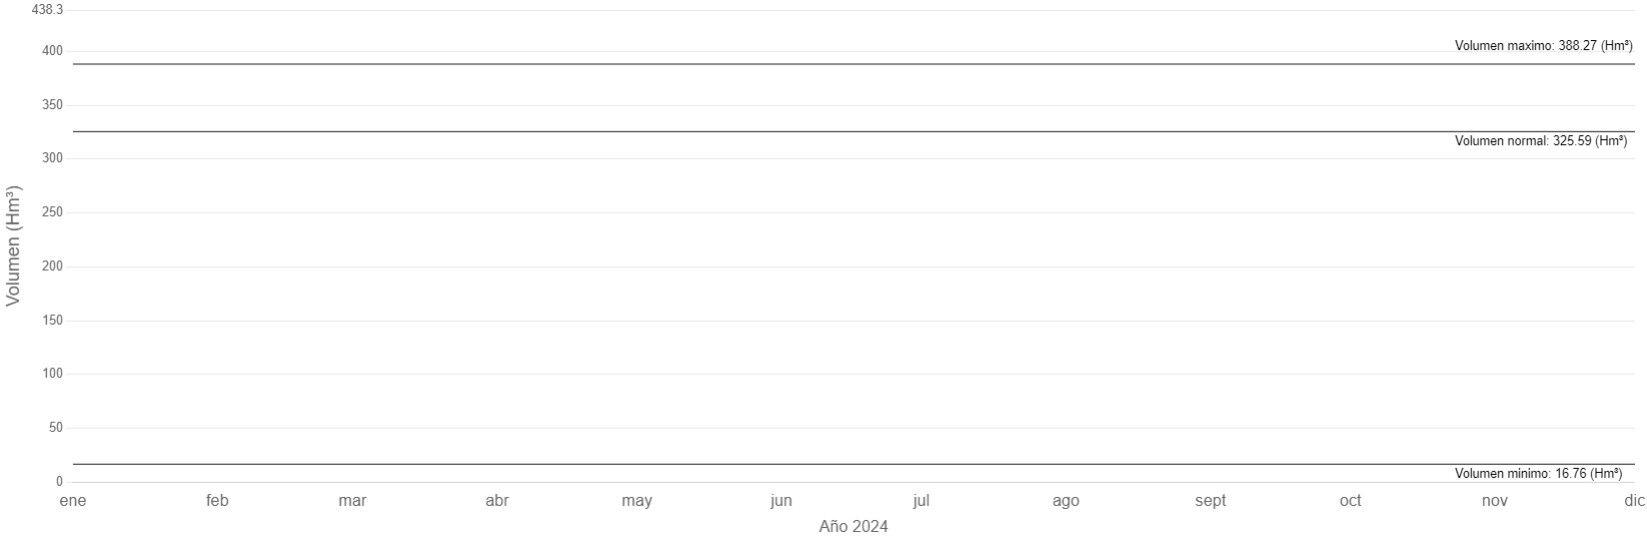 438.3
400
Volumen maximo: 388.27 (Hm³)
350
Volumen normal: 325.59 (Hm³)
300
250
200
150
100
50
Volumen minimo: 16.76 (Hm³)
0
Volumen (Hm³)
ene feb mar abr may jun jul ago sept oct nov dic
Año 2024